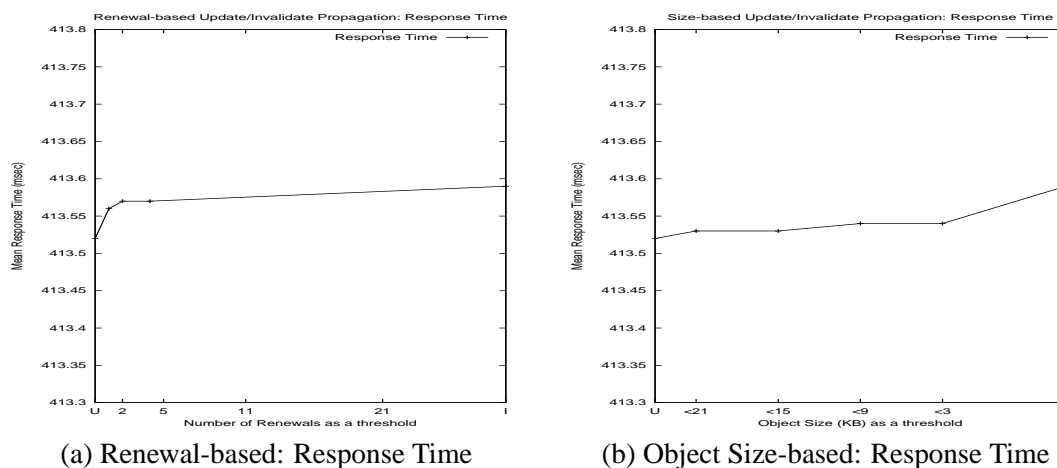 Renewal-based Update/Invalidate Propagation: Response Time
Response Time
413.8
413.75
413.7
413.65
413.6
413.55
413.5
413.45
413.4
413.35
413.3
Mean Response Time (msec)
U 2 5 11 21 I
Number of Renewals as a threshold
(a) Renewal-based: Response Time
Size-based Update/Invalidate Propagation: Response Time
Response Time
413.8
413.75
413.7
413.65
413.6
413.55
413.5
413.45
413.4
413.35
413.3
Mean Response Time (msec)
U <21 <15 <9 <3
Object Size (KB) as a threshold
(b) Object Size-based: Response Time